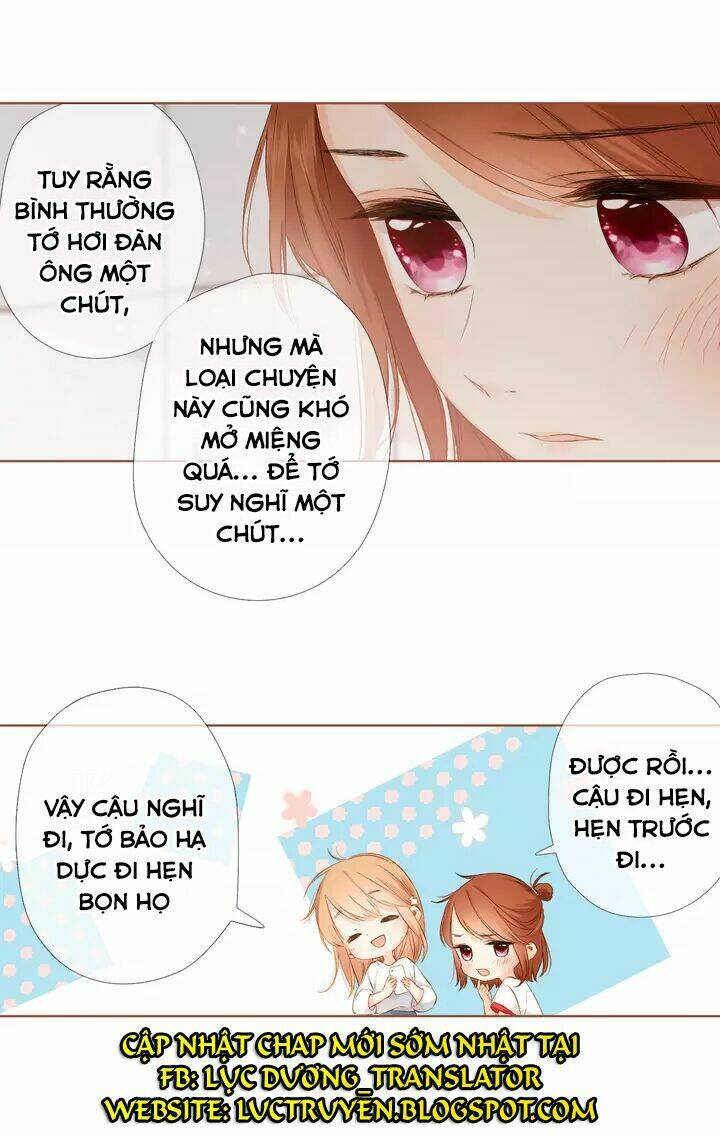 TUY RẰNG
BÌNH THƯỜNG
TỚ HƠI ĐÀN
ÔNG MỘT
CHÚT,
NHƯNG MÀ
LOẠI CHUYỆN
NÀY CŨNG KHÓ
MỞ MIỆNG
QUÁ... ĐỂ TỚ
SUY NGHĨ MỘT
CHÚT...
VẬY CẬU NGHĨ
ĐI, TỚ BẢO HẠ
DỰC ĐI HẸN
BỌN HỌ
ĐƯỢC RỒI...
CẬU ĐI HẸN,
HẸN TRƯỚC
ĐI...
CẬP NHẬT CHAP MỚI SỚM NHẤT TẠI
FB: LỤC DƯƠNG_TRANSLATOR
WEBSITE: LUCTRUYEN.BLOGSPOT.COM